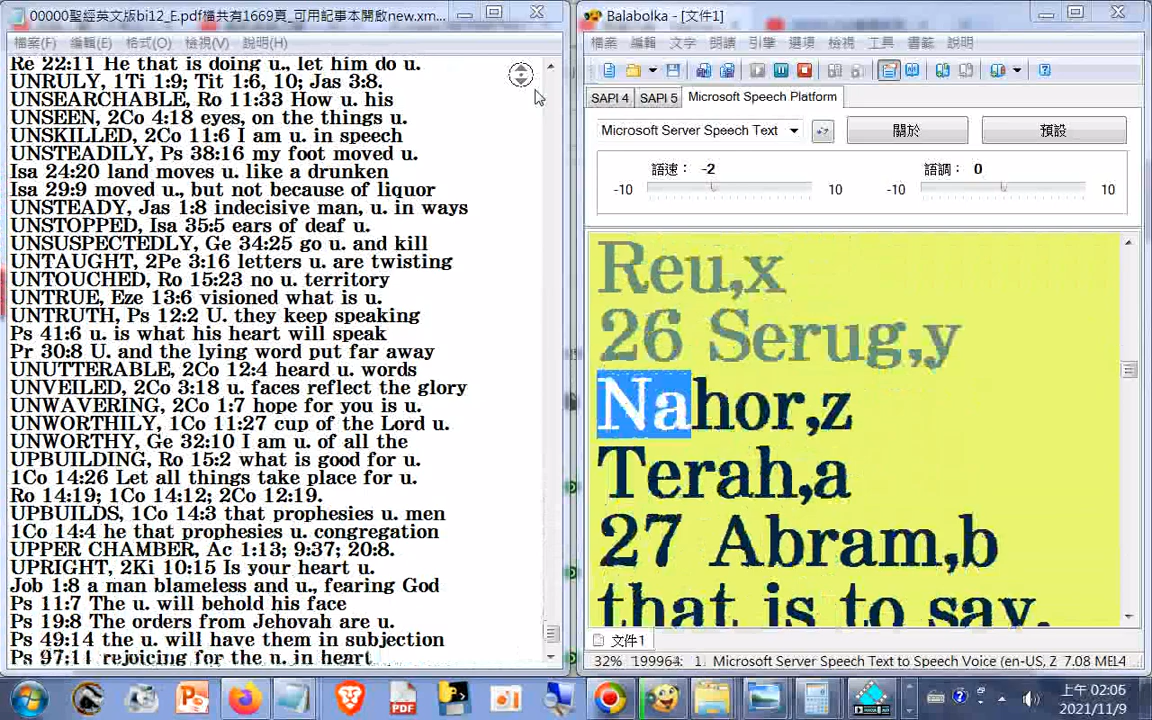 00000聖經英文版bi12_E.pdf檔共有1669頁_可用記事本開啟new.xm...
檔案(F) 編輯(E) 格式(O) 檢視(V) 說明(H)
Re 22:11 He that is doing u., let him do u.
UNRULY, 1Ti 1:9; Tit 1:6, 10; Jas 3:8.
UNSEARCHABLE, Ro 11:33 How u. his
UNSEEN, 2Co 4:18 eyes, on the things u.
UNSKILLED, 2Co 11:6 I am u. in speech
UNSTEADILY, Ps 38:16 my foot moved u.
Isa 24:20 land moves u. like a drunken
Isa 29:9 moved u., but not because of liquor
UNSTEADY, Jas 1:8 indecisive man, u. in ways
UNSTOPPED, Isa 35:5 ears of deaf u.
UNSUSPECTEDLY, Ge 34:25 go u. and kill
UNTAUGHT, 2Pe 3:16 letters u. are twisting
UNTOUCHED, Ro 15:23 no u. territory
UNTRUE, Eze 13:6 visioned what is u.
UNTRUTH, Ps 12:2 U. they keep speaking
Ps 41:6 u. is what his heart will speak
Pr 30:8 U. and the lying word put far away
UNUTTERABLE, 2Co 12:4 heard u. words
UNVEILED, 2Co 3:18 u. faces reflect the glory
UNWAVERING, 2Co 1:7 hope for you is u.
UNWORTHILY, 1Co 11:27 cup of the Lord u.
UNWORTHY, Ge 32:10 I am u. of all the
UPBUILDING, Ro 15:2 what is good for u.
1Co 14:26 Let all things take place for u.
Ro 14:19; 1Co 14:12; 2Co 12:19.
UPBUILDS, 1Co 14:3 that prophesies u. men
1Co 14:4 he that prophesies u. congregation
UPPER CHAMBER, Ac 1:13; 9:37; 20:8.
UPRIGHT, 2Ki 10:15 Is your heart u.
Job 1:8 a man blameless and u., fearing God
Ps 11:7 The u. will behold his face
Ps 19:8 The orders from Jehovah are u.
Ps 49:14 the u. will have them in subjection
Ps 97:11 rejoicing for the u. in heart
Balabolka - [文件1]
檔案 編輯 文字 朗讀 引擎 選項 檢視 工具 書籤 說明
SAPI 4 SAPI 5 Microsoft Speech Platform
Microsoft Server Speech Text 關於 預設
語速: -2 語調: 0
-10 10 -10 10
Reu,x
26 Serug,y
Nahor,z
Terah,a
27 Abram,b
that is to say,
文件1
32% 199964: 1 Microsoft Server Speech Text to Speech Voice (en-US, Z 7.08 ME
上午 02:06
2021/11/9